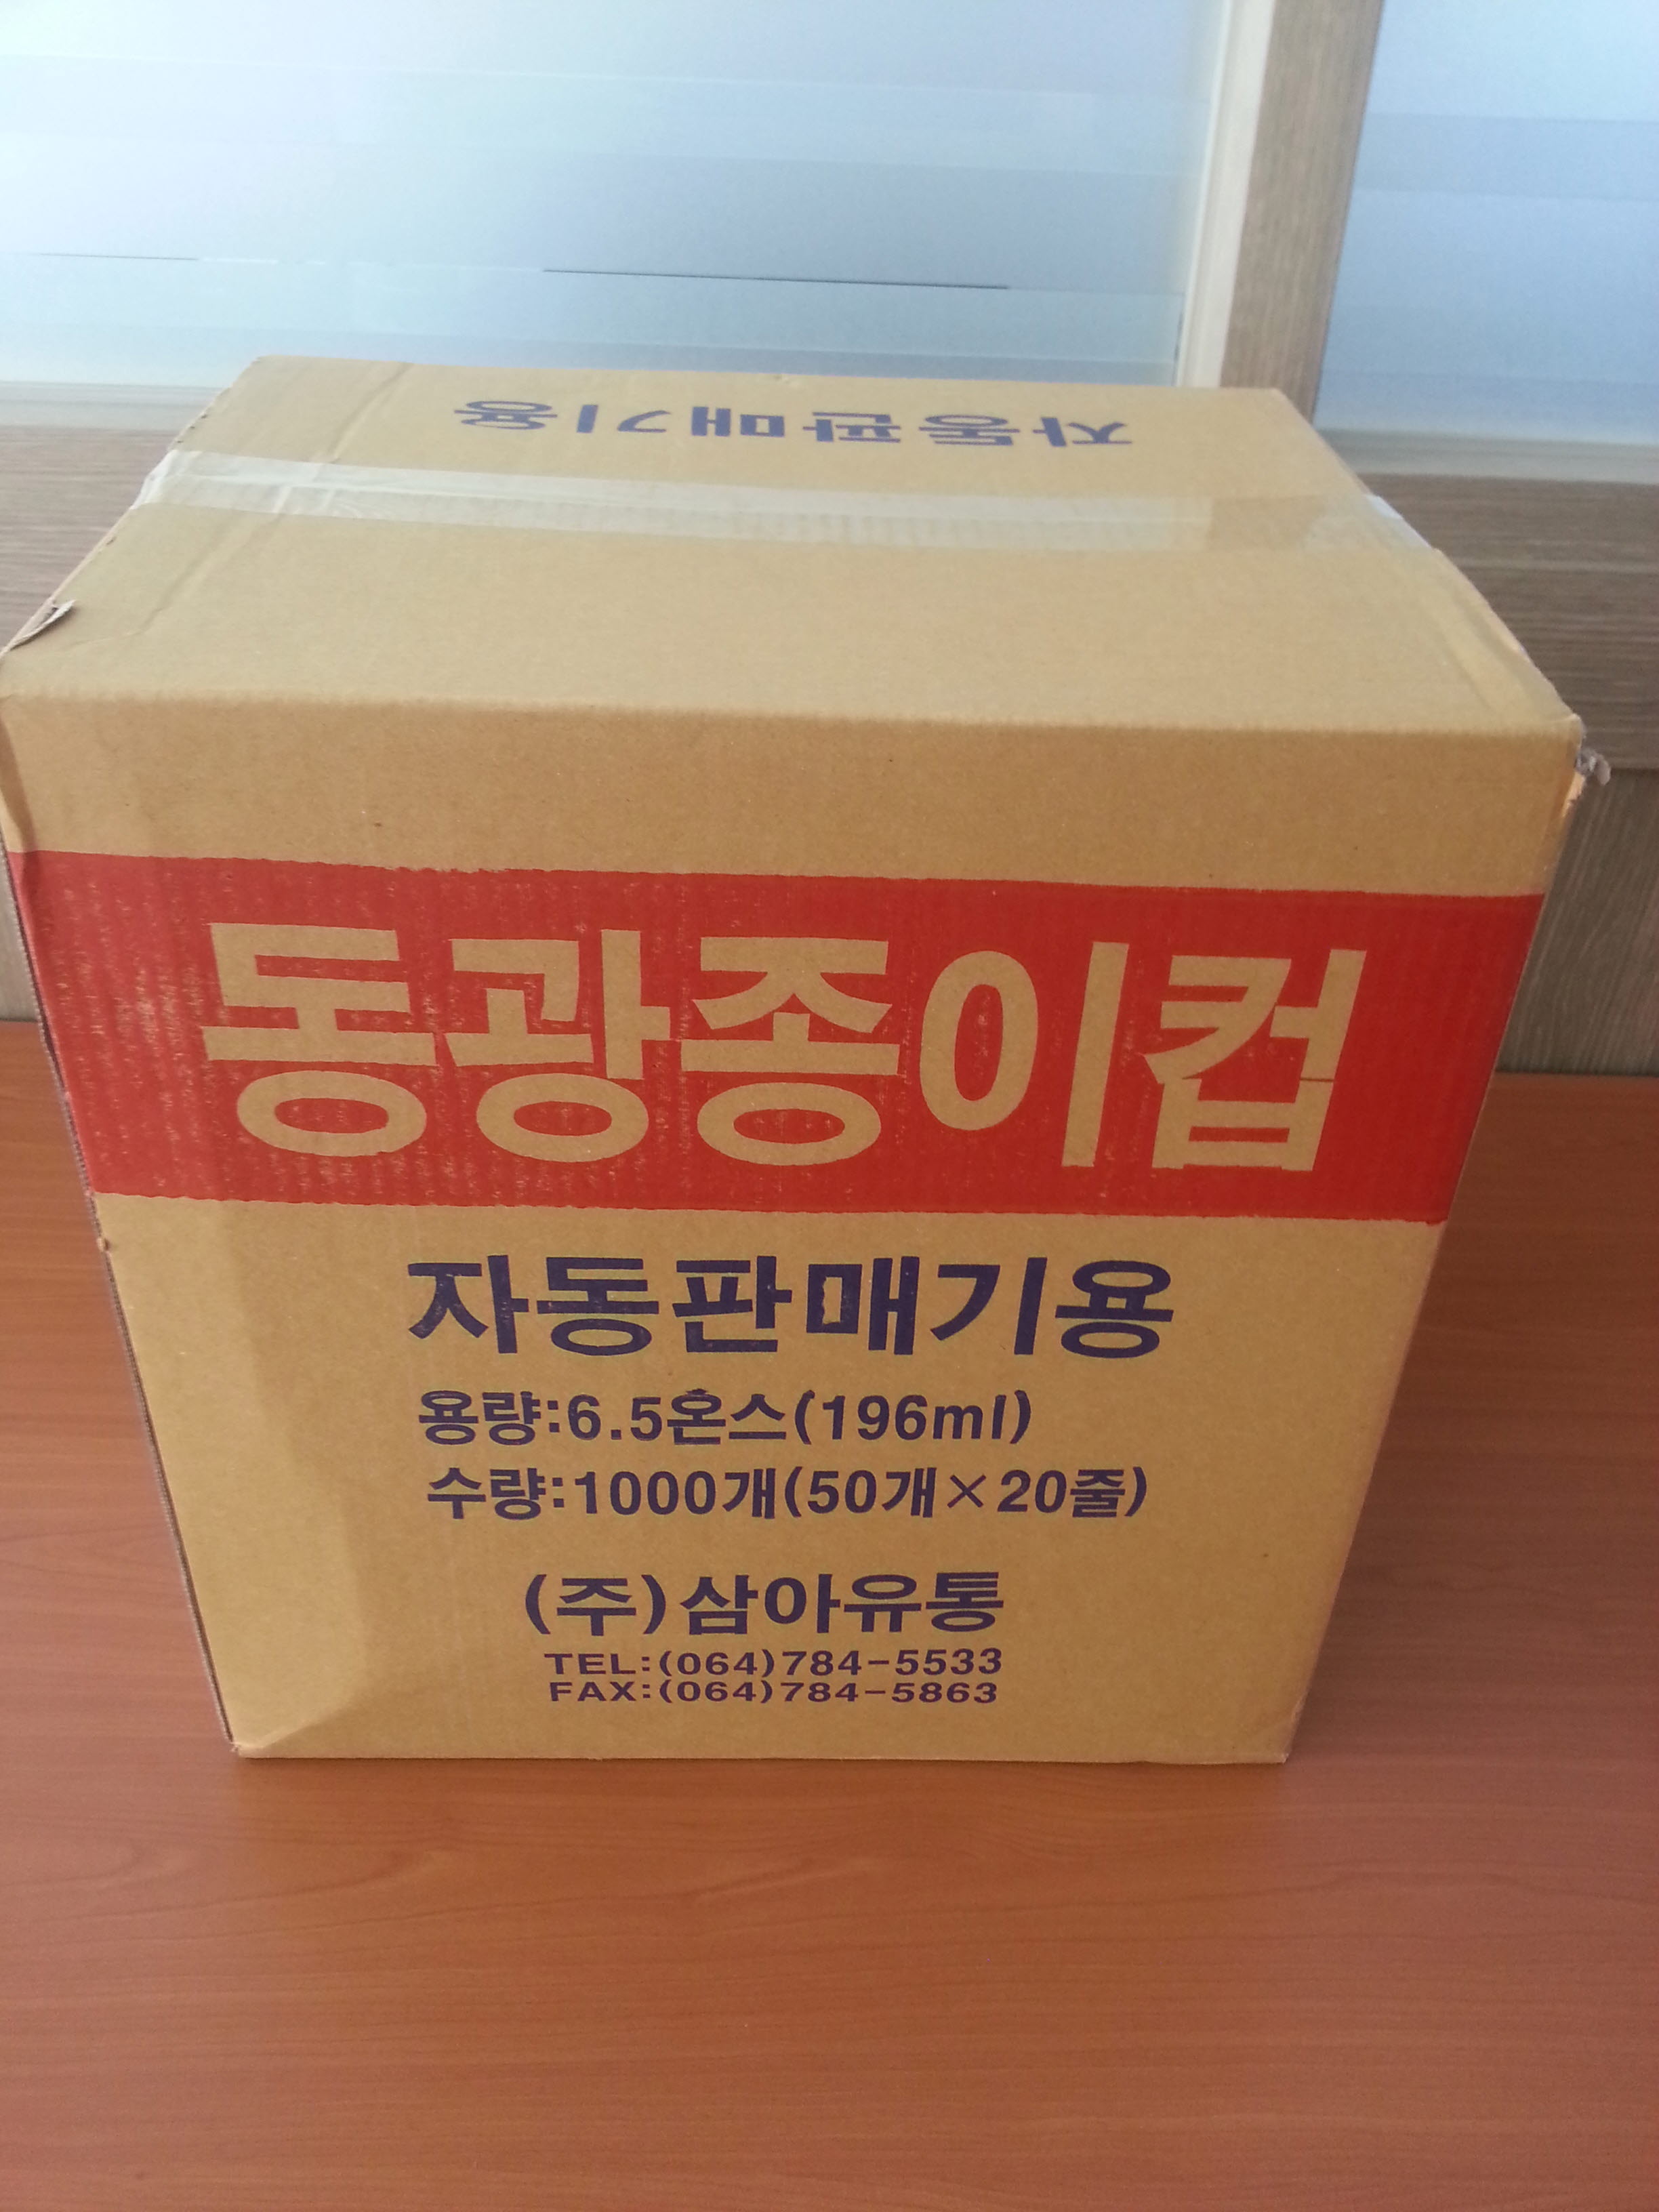 자동판매기용
동광종이컵
자동판매기용
용량:6.5온스(196ml)
수량:1000개(50개×20줄)
(주)삼아유통
TEL:(064)784-5533
FAX:(064)784-5863